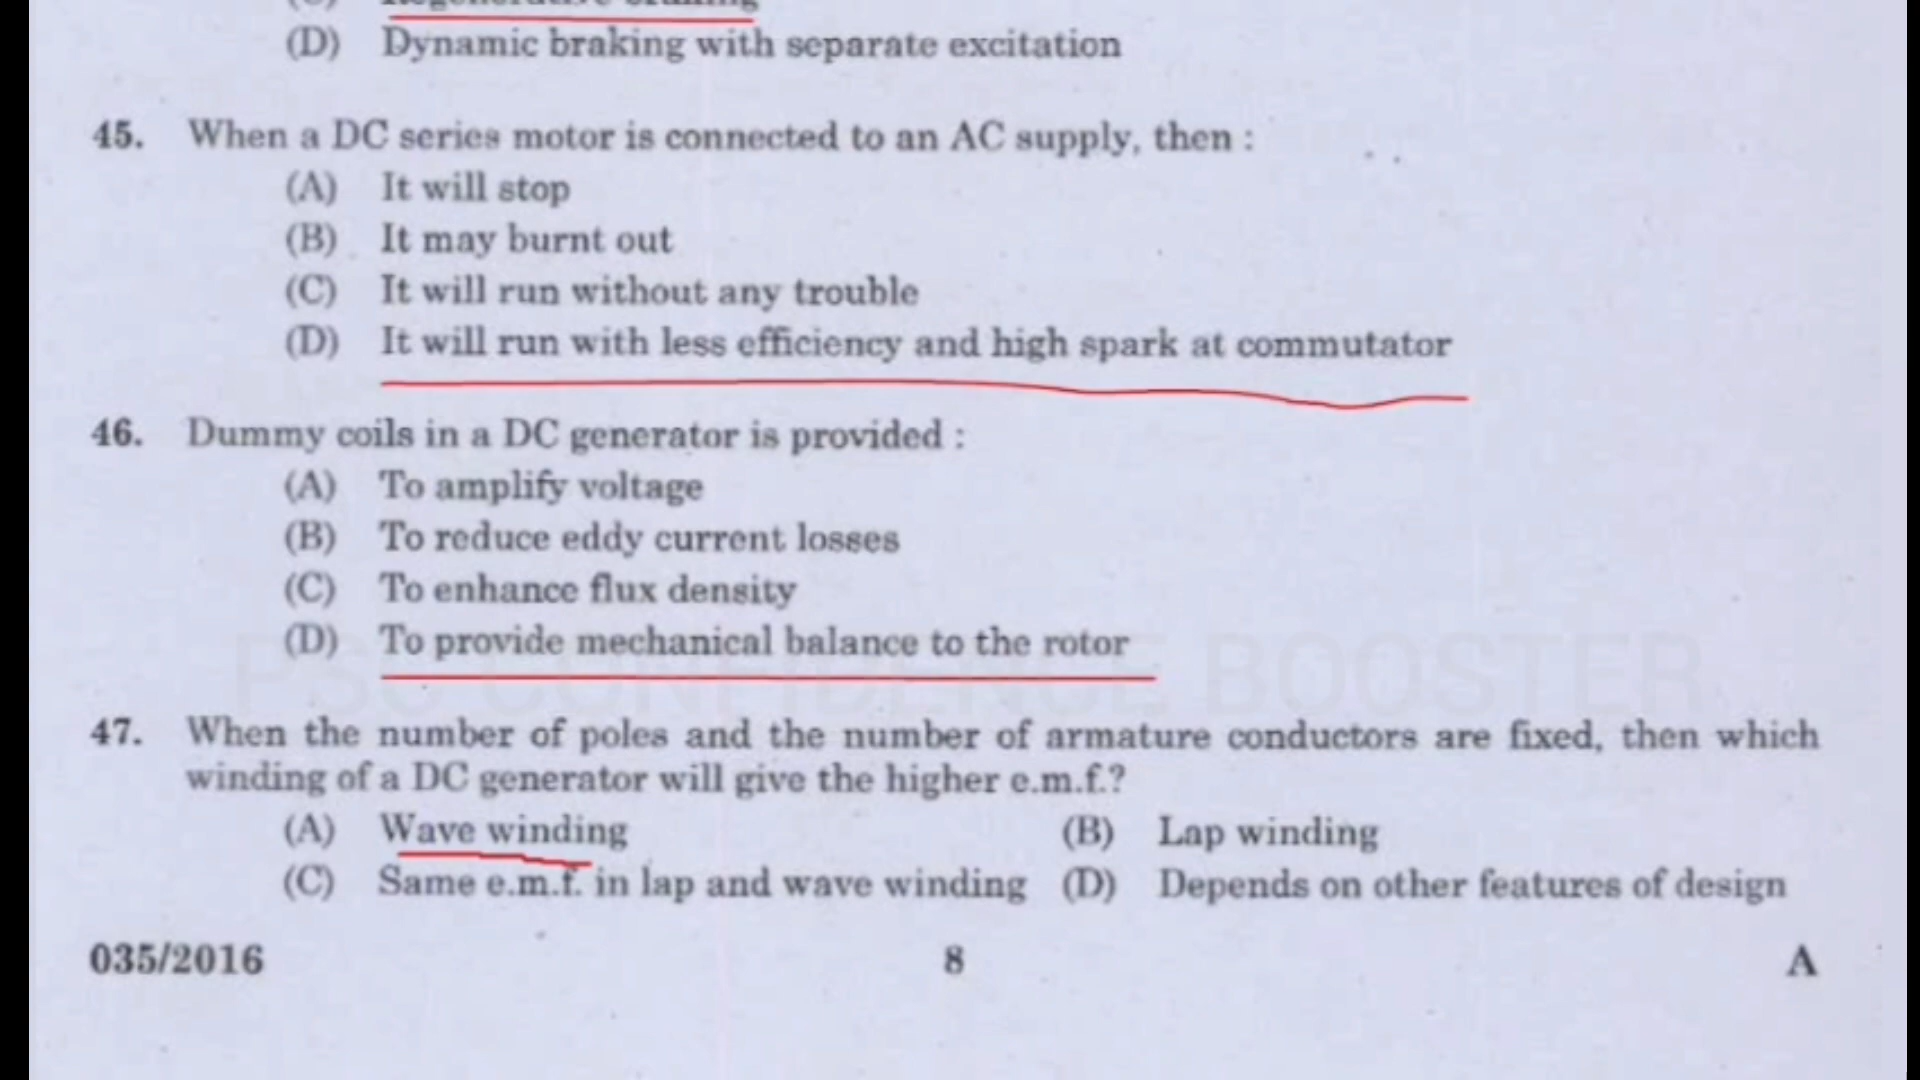 (C) Regenerative braking
(D) Dynamic braking with separate excitation
45. When a DC series motor is connected to an AC supply, then :
(A) It will stop
(B) It may burnt out
(C) It will run without any trouble
(D) It will run with less efficiency and high spark at commutator
46. Dummy coils in a DC generator is provided :
(A) To amplify voltage
(B) To reduce eddy current losses
(C) To enhance flux density
(D) To provide mechanical balance to the rotor
PSC CONFIDENCE BOOSTER
47. When the number of poles and the number of armature conductors are fixed, then which
winding of a DC generator will give the higher e.m.f.?
(A) Wave winding (B) Lap winding
(C) Same e.m.f. in lap and wave winding (D) Depends on other features of design
035/2016 8 A